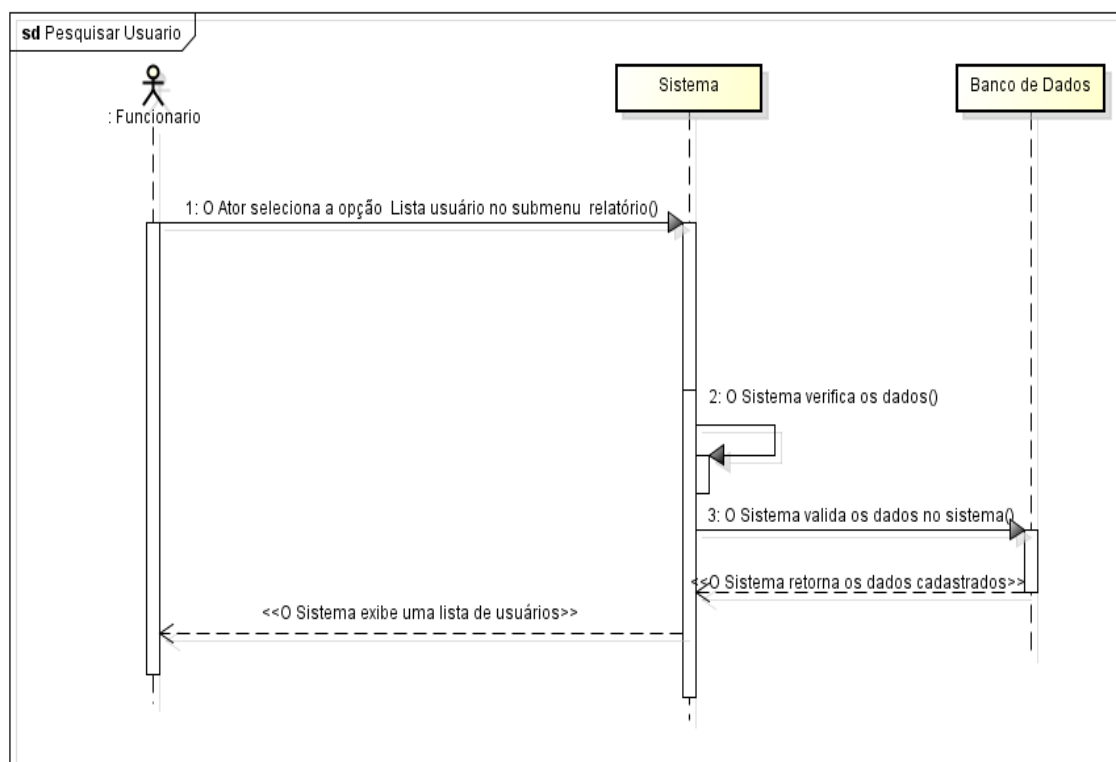 sd Pesquisar Usuario
: Funcionario
Sistema
Banco de Dados
1: O Ator seleciona a opção Lista usuário no submenu relatório()
2: O Sistema verifica os dados()
3: O Sistema valida os dados no sistema()
<<O Sistema retorna os dados cadastrados>>
<<O Sistema exibe uma lista de usuários>>